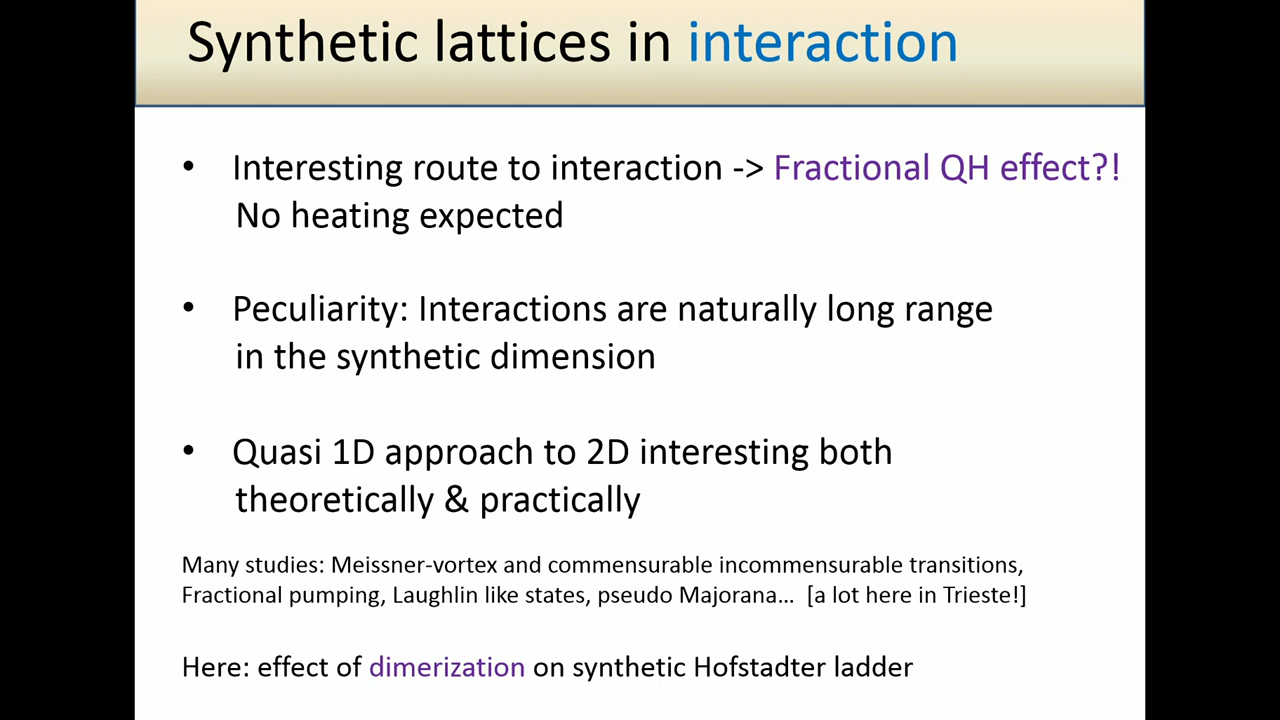 Synthetic lattices in interaction
• Interesting route to interaction -> Fractional QH effect?!
No heating expected
• Peculiarity: Interactions are naturally long range
in the synthetic dimension
• Quasi 1D approach to 2D interesting both
theoretically & practically
Many studies: Meissner-vortex and commensurable incommensurable transitions,
Fractional pumping, Laughlin like states, pseudo Majorana... [a lot here in Trieste!]
Here: effect of dimerization on synthetic Hofstadter ladder